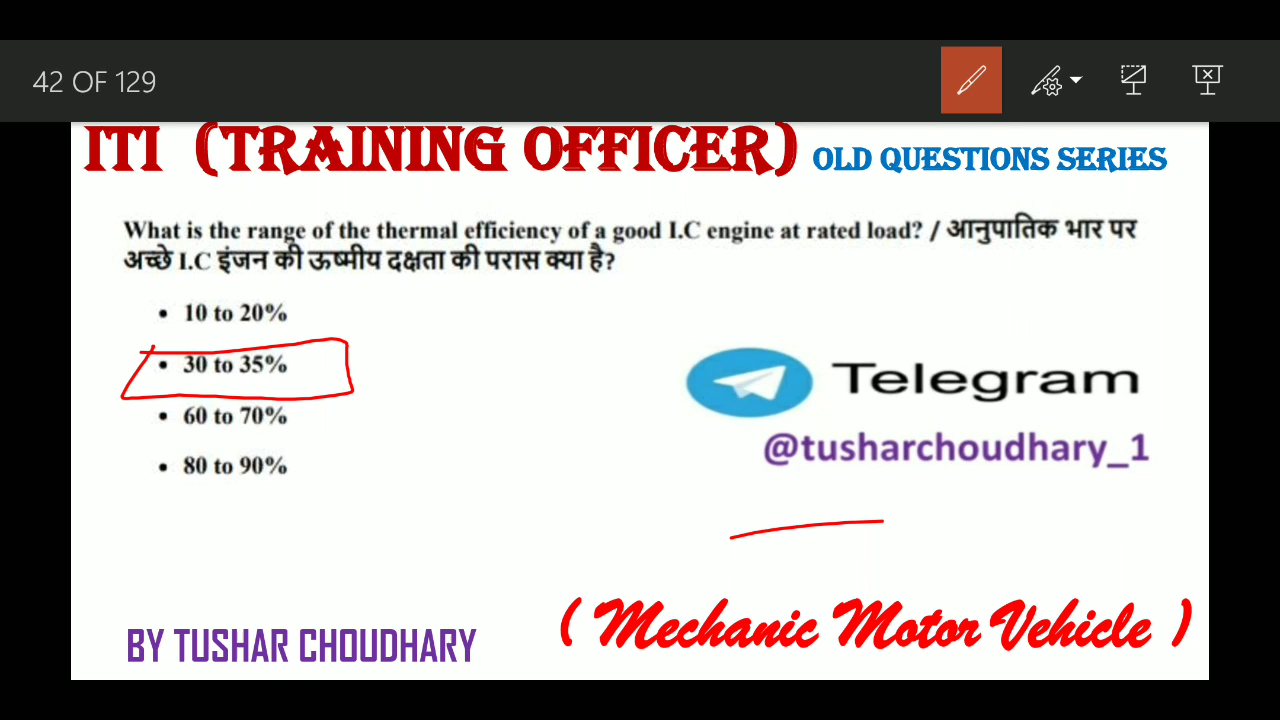 42 OF 129
ITI (TRAINING OFFICER) OLD QUESTIONS SERIES
What is the range of the thermal efficiency of a good I.C engine at rated load? / आनुपातिक भार पर
अच्छे I.C इंजन की ऊष्मीय दक्षता की परास क्या है?
• 10 to 20%
• 30 to 35%
• 60 to 70%
• 80 to 90%
Telegram
@tusharchoudhary_1
BY TUSHAR CHOUDHARY
( Mechanic Motor Vehicle )